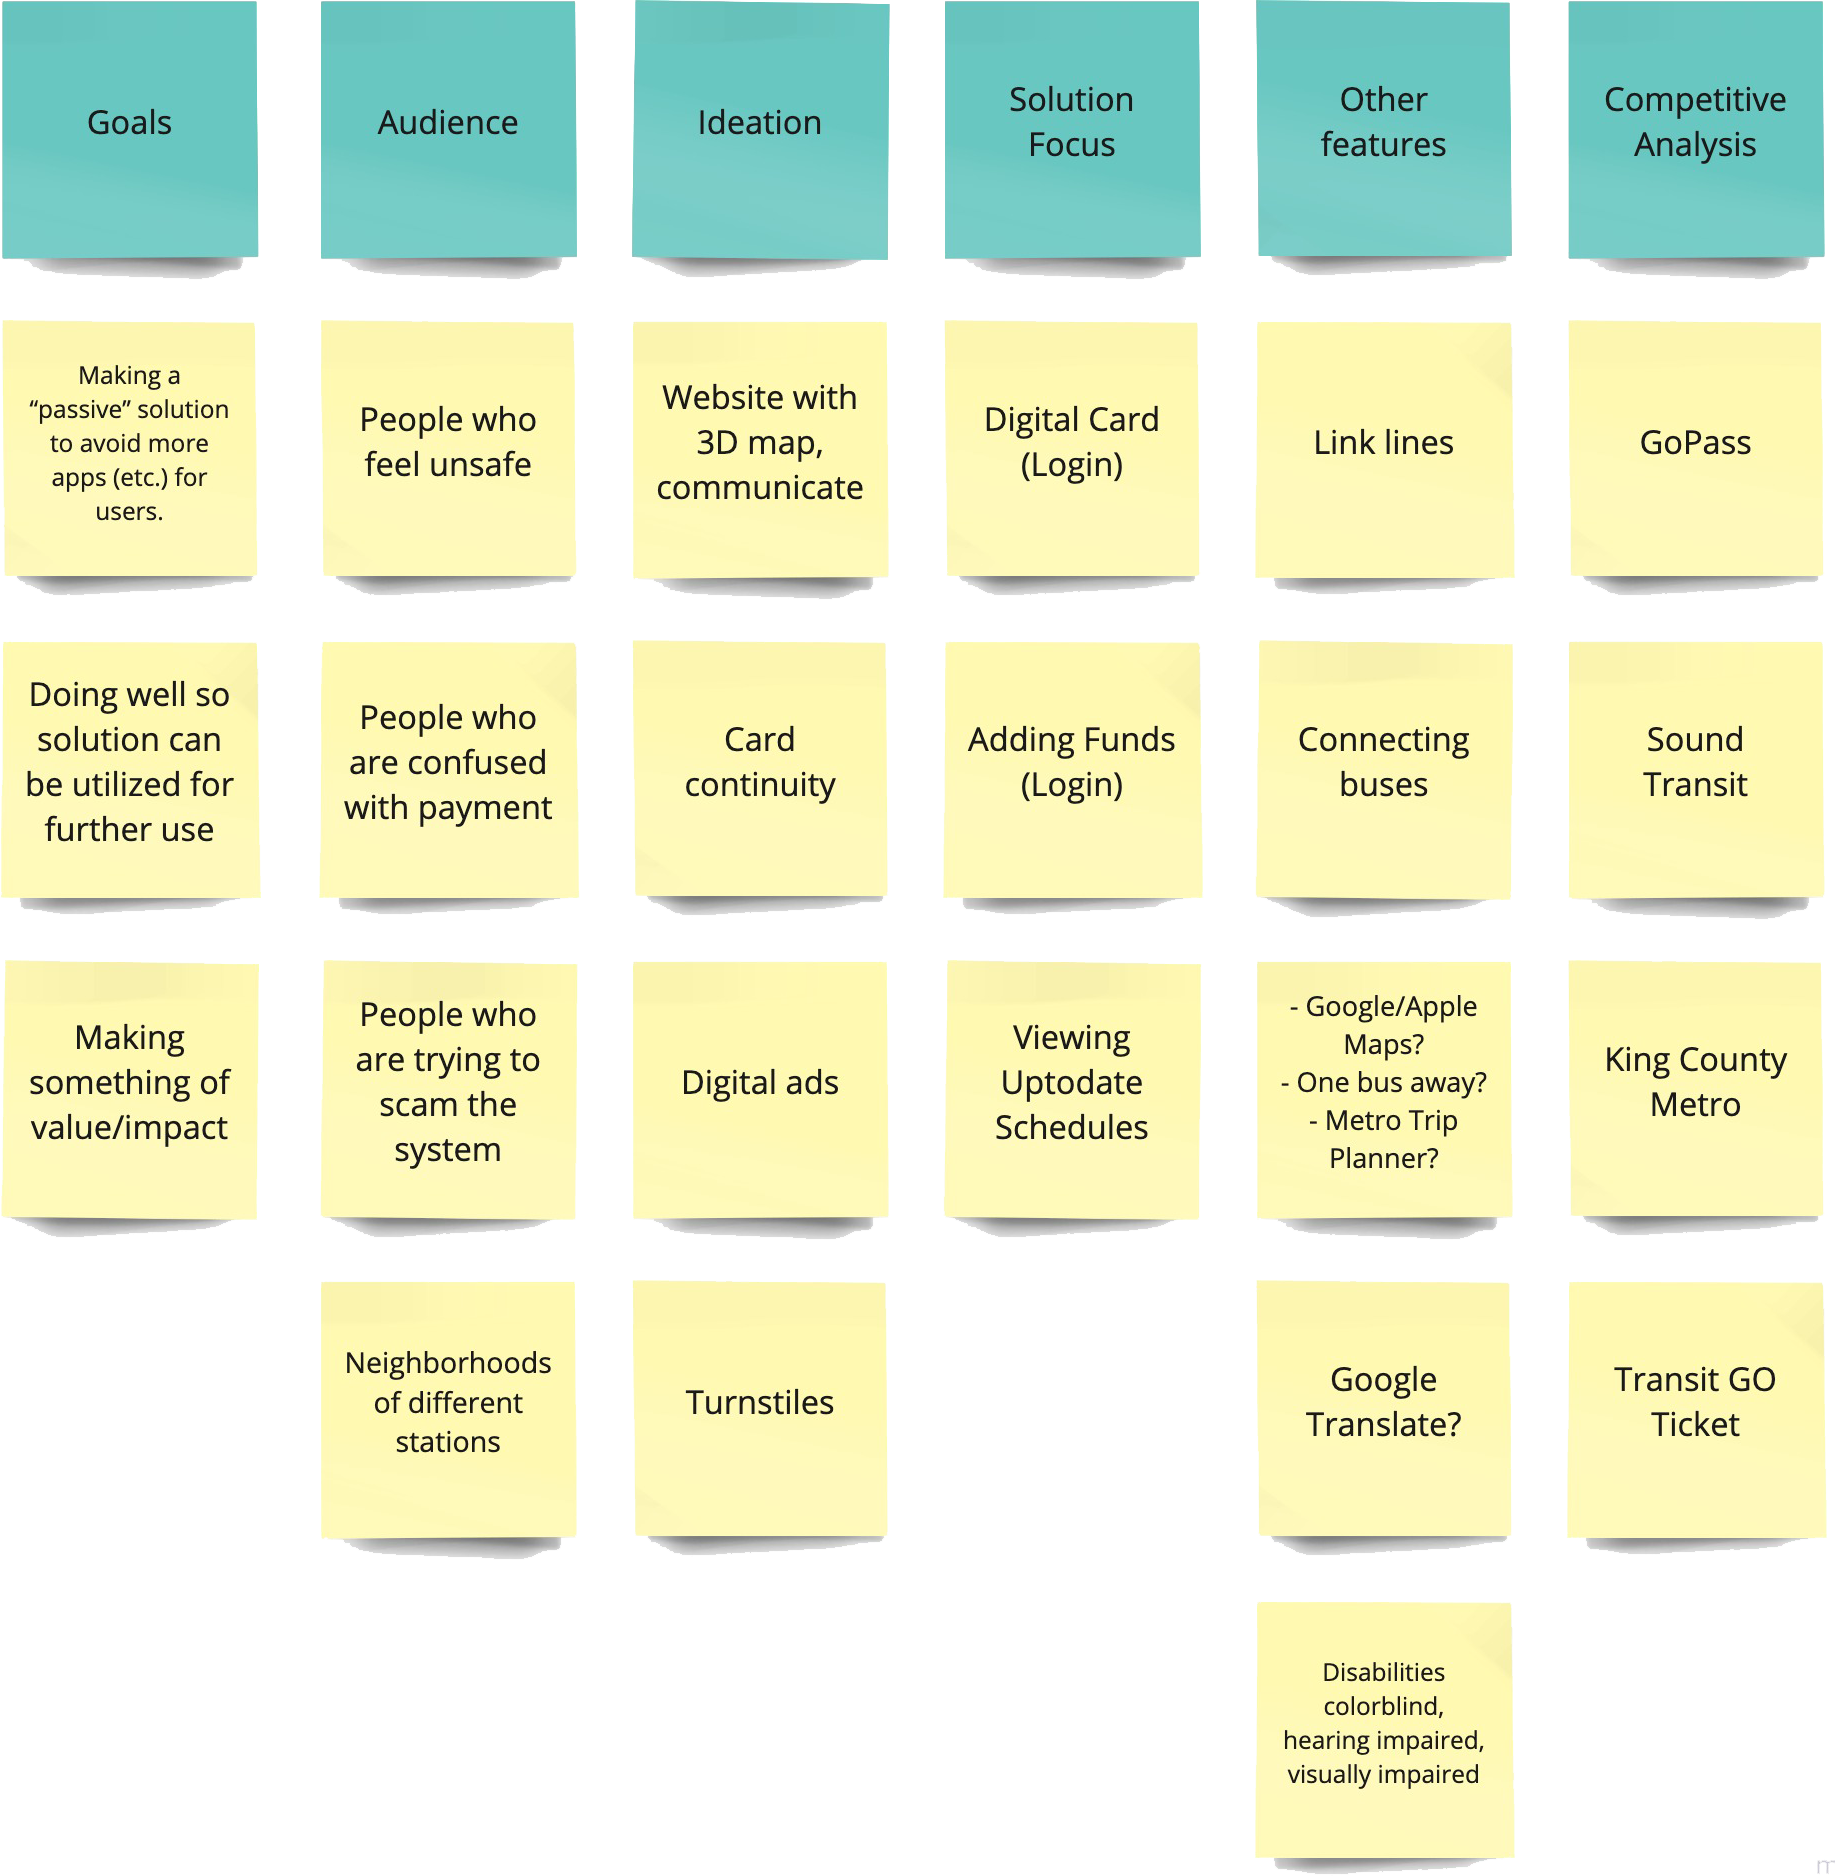 Goals
Audience
Ideation
Solution
Focus
Other
features
Competitive
Analysis
Making a
“passive” solution
to avoid more
apps (etc.) for
users.
People who
feel unsafe
Website with
3D map,
communicate
Digital Card
(Login)
Link lines
GoPass
Doing well so
solution can
be utilized for
further use
People who
are confused
with payment
Card
continuity
Adding Funds
(Login)
Connecting
buses
Sound
Transit
Making
something of
value/impact
People who
are trying to
scam the
system
Digital ads
Viewing
Uptodate
Schedules
- Google/Apple
Maps?
- One bus away?
- Metro Trip
Planner?
King County
Metro
Neighborhoods
of different
stations
Turnstiles
Google
Translate?
Transit GO
Ticket
Disabilities
colorblind,
hearing impaired,
visually impaired